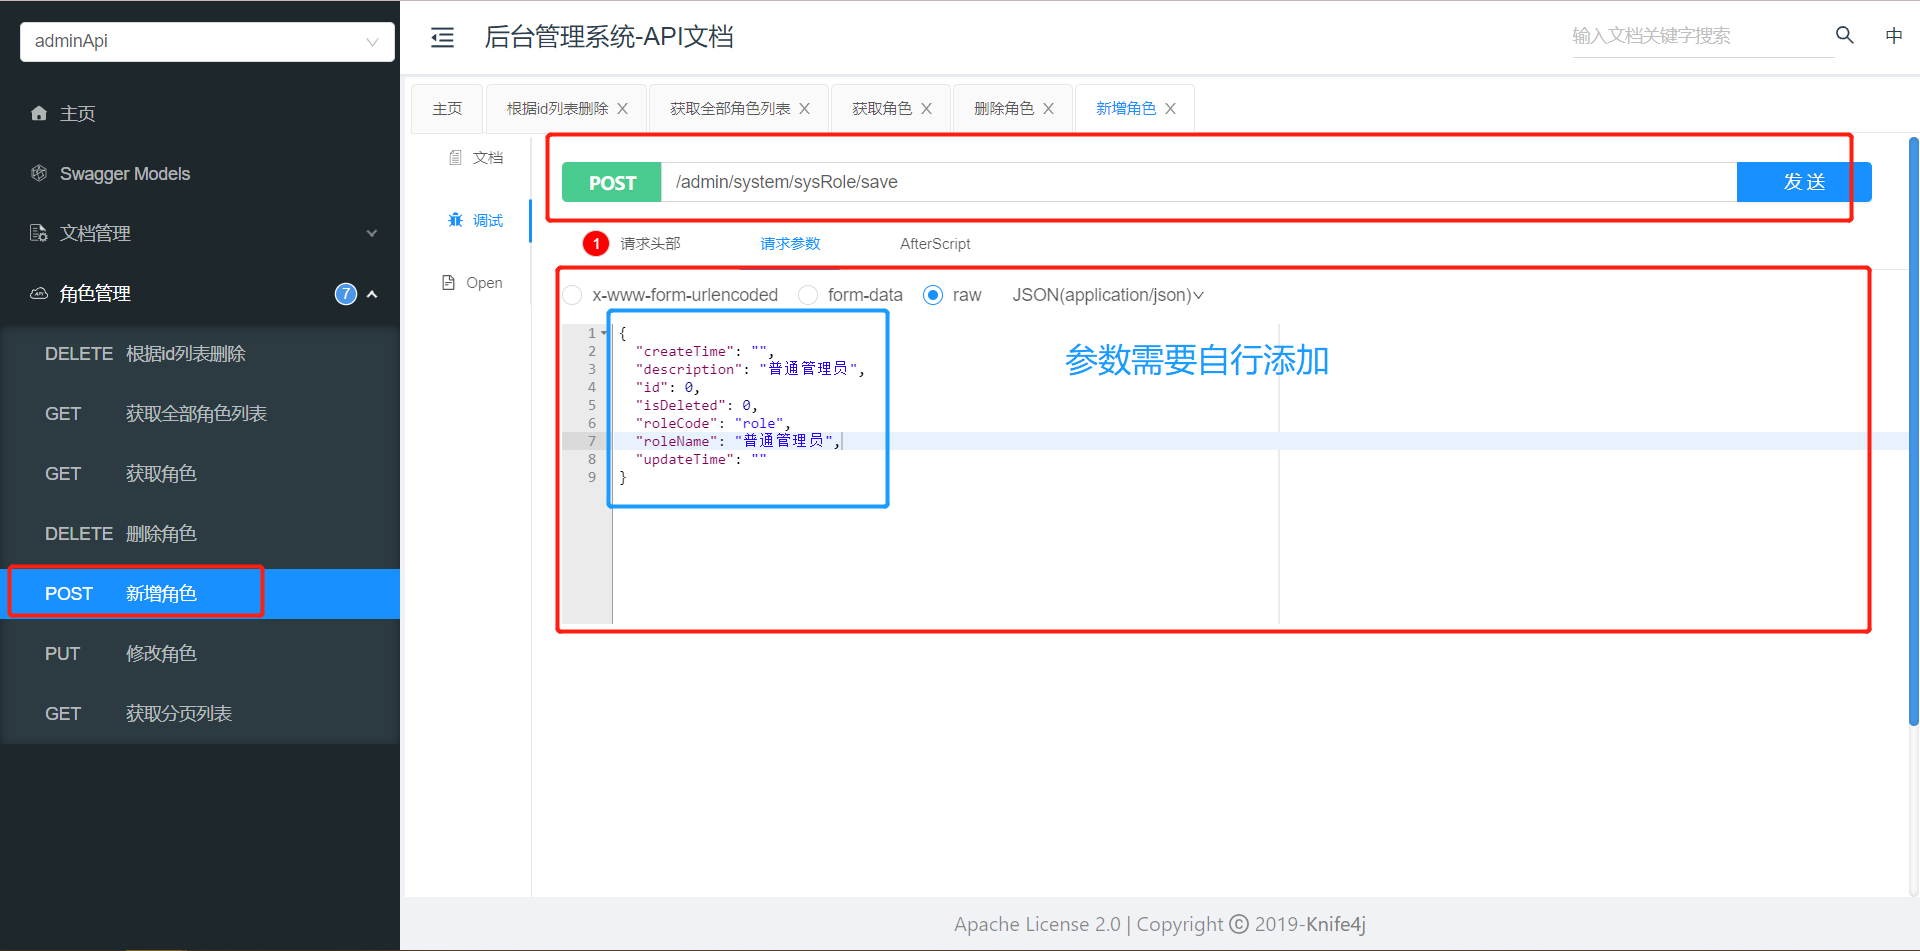 adminApi
主页
Swagger Models
文档管理
角色管理 7
DELETE 根据id列表删除
GET 获取全部角色列表
GET 获取角色
DELETE 删除角色
POST 新增角色
PUT 修改角色
GET 获取分页列表
后台管理系统-API文档
输入文档关键字搜索
中
主页 根据id列表删除 获取全部角色列表 获取角色 删除角色 新增角色
文档
调试
Open
POST /admin/system/sysRole/save 发送
1 请求头部 请求参数 AfterScript
x-www-form-urlencoded form-data raw JSON(application/json)
1 {
2 "createTime": "",
3 "description": "普通管理员",
4 "id": 0,
5 "isDeleted": 0,
6 "roleCode": "role",
7 "roleName": "普通管理员",
8 "updateTime": ""
9 }
参数需要自行添加
Apache License 2.0 | Copyright © 2019-Knife4j